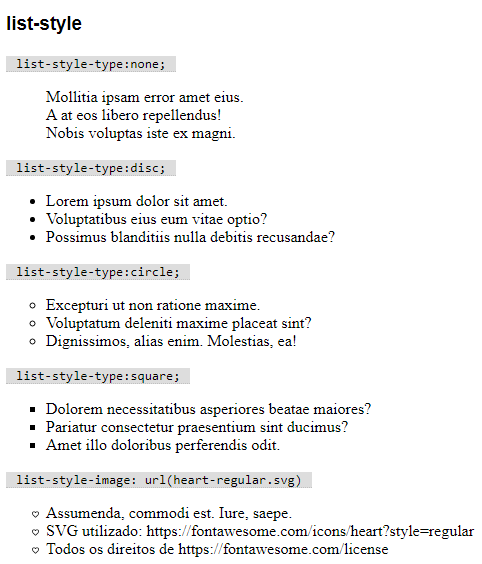 list-style
list-style-type:none;
Mollitia ipsam error amet eius.
A at eos libero repellendus!
Nobis voluptas iste ex magni.
list-style-type:disc;
Lorem ipsum dolor sit amet.
Voluptatibus eius eum vitae optio?
Possimus blanditiis nulla debitis recusandae?
list-style-type:circle;
Excepturi ut non ratione maxime.
Voluptatum deleniti maxime placeat sint?
Dignissimos, alias enim. Molestias, ea!
list-style-type:square;
Dolorem necessitatibus asperiores beatae maiores?
Pariatur consectetur praesentium sint ducimus?
Amet illo doloribus perferendis odit.
list-style-image: url(heart-regular.svg)
Assumenda, commodi est. Iure, saepe.
SVG utilizado: https://fontawesome.com/icons/heart?style=regular
Todos os direitos de https://fontawesome.com/license